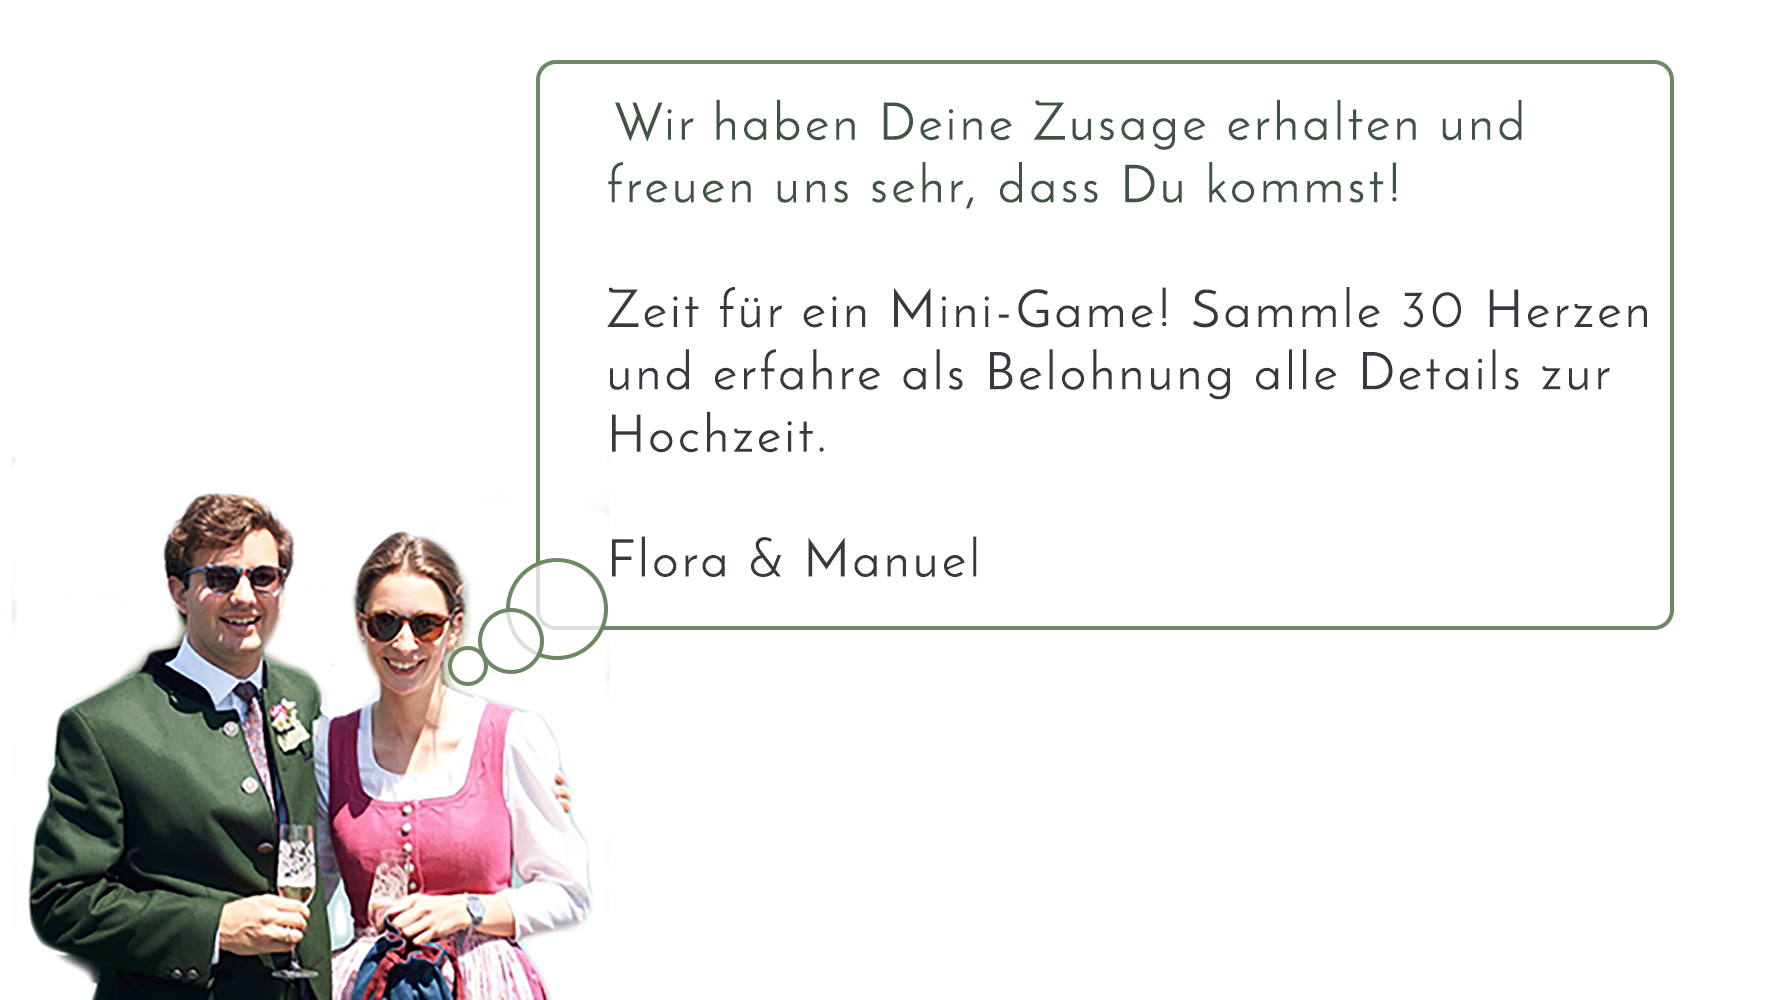 Wir haben Deine Zusage erhalten und
freuen uns sehr, dass Du kommst!
Zeit für ein Mini-Game! Sammle 30 Herzen
und erfahre als Belohnung alle Details zur
Hochzeit.
Flora & Manuel